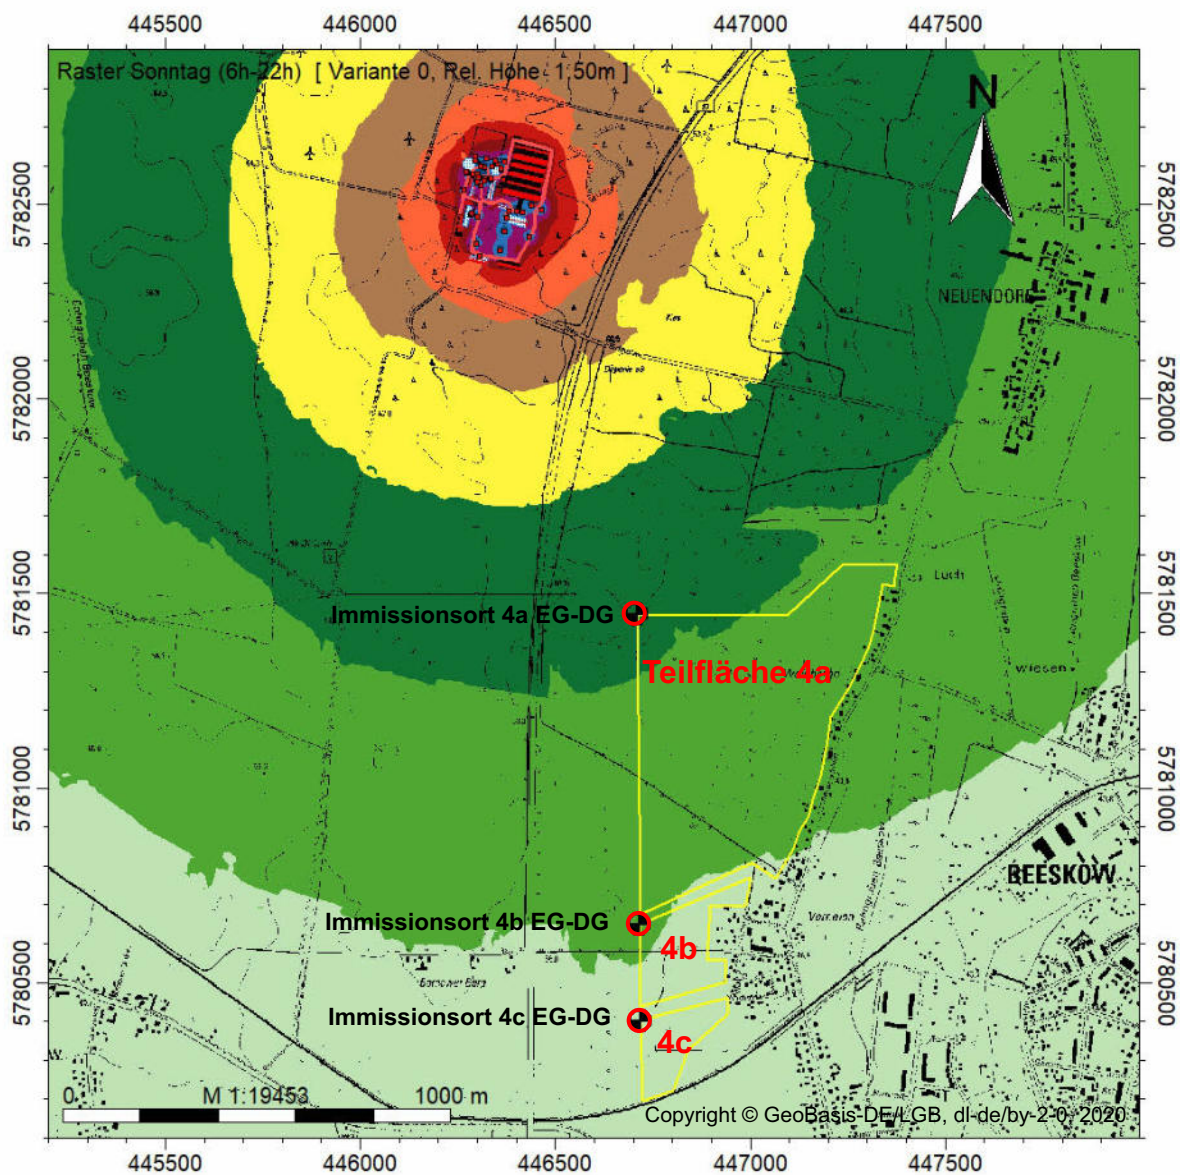 445500 446000 446500 447000 447500
Raster Sonntag (6h-22h) [ Variante 0, Rel. Höhe 1.50m ]
N
5782500
5782500
NEUENDORF
Kes
5782000
5782000
5781500
5781500
Immissionsort 4a EG-DG
Teilfläche 4a
Luch
wiesen
5781000
5781000
BEESKOW
Immissionsort 4b EG-DG
4b
5780500
5780500
Immissionsort 4c EG-DG
4c
0 M 1:19453 1000 m
Copyright © GeoBasis-DE/LGB, dl-de/by-2-0, 2020
445500 446000 446500 447000 447500